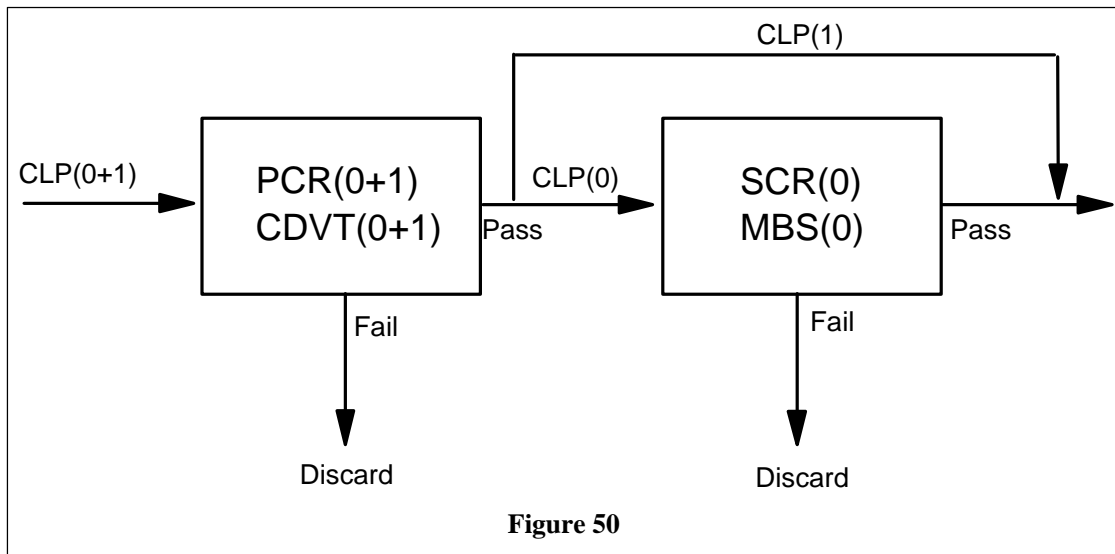 CLP(1)
CLP(0+1)
PCR(0+1)
CDVT(0+1)
Pass
CLP(0)
SCR(0)
MBS(0)
Pass
Fail
Fail
Discard
Discard
Figure 50